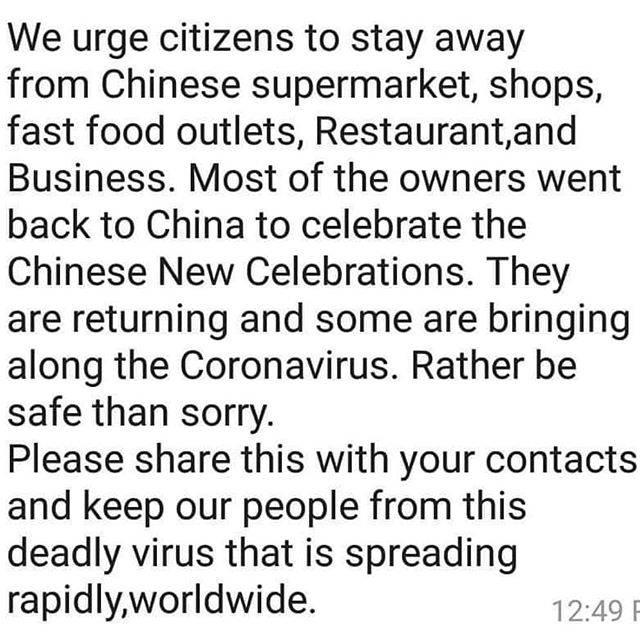 We urge citizens to stay away
from Chinese supermarket, shops,
fast food outlets, Restaurant,and
Business. Most of the owners went
back to China to celebrate the
Chinese New Celebrations. They
are returning and some are bringing
along the Coronavirus. Rather be
safe than sorry.
Please share this with your contacts
and keep our people from this
deadly virus that is spreading
rapidly,worldwide.
12:49